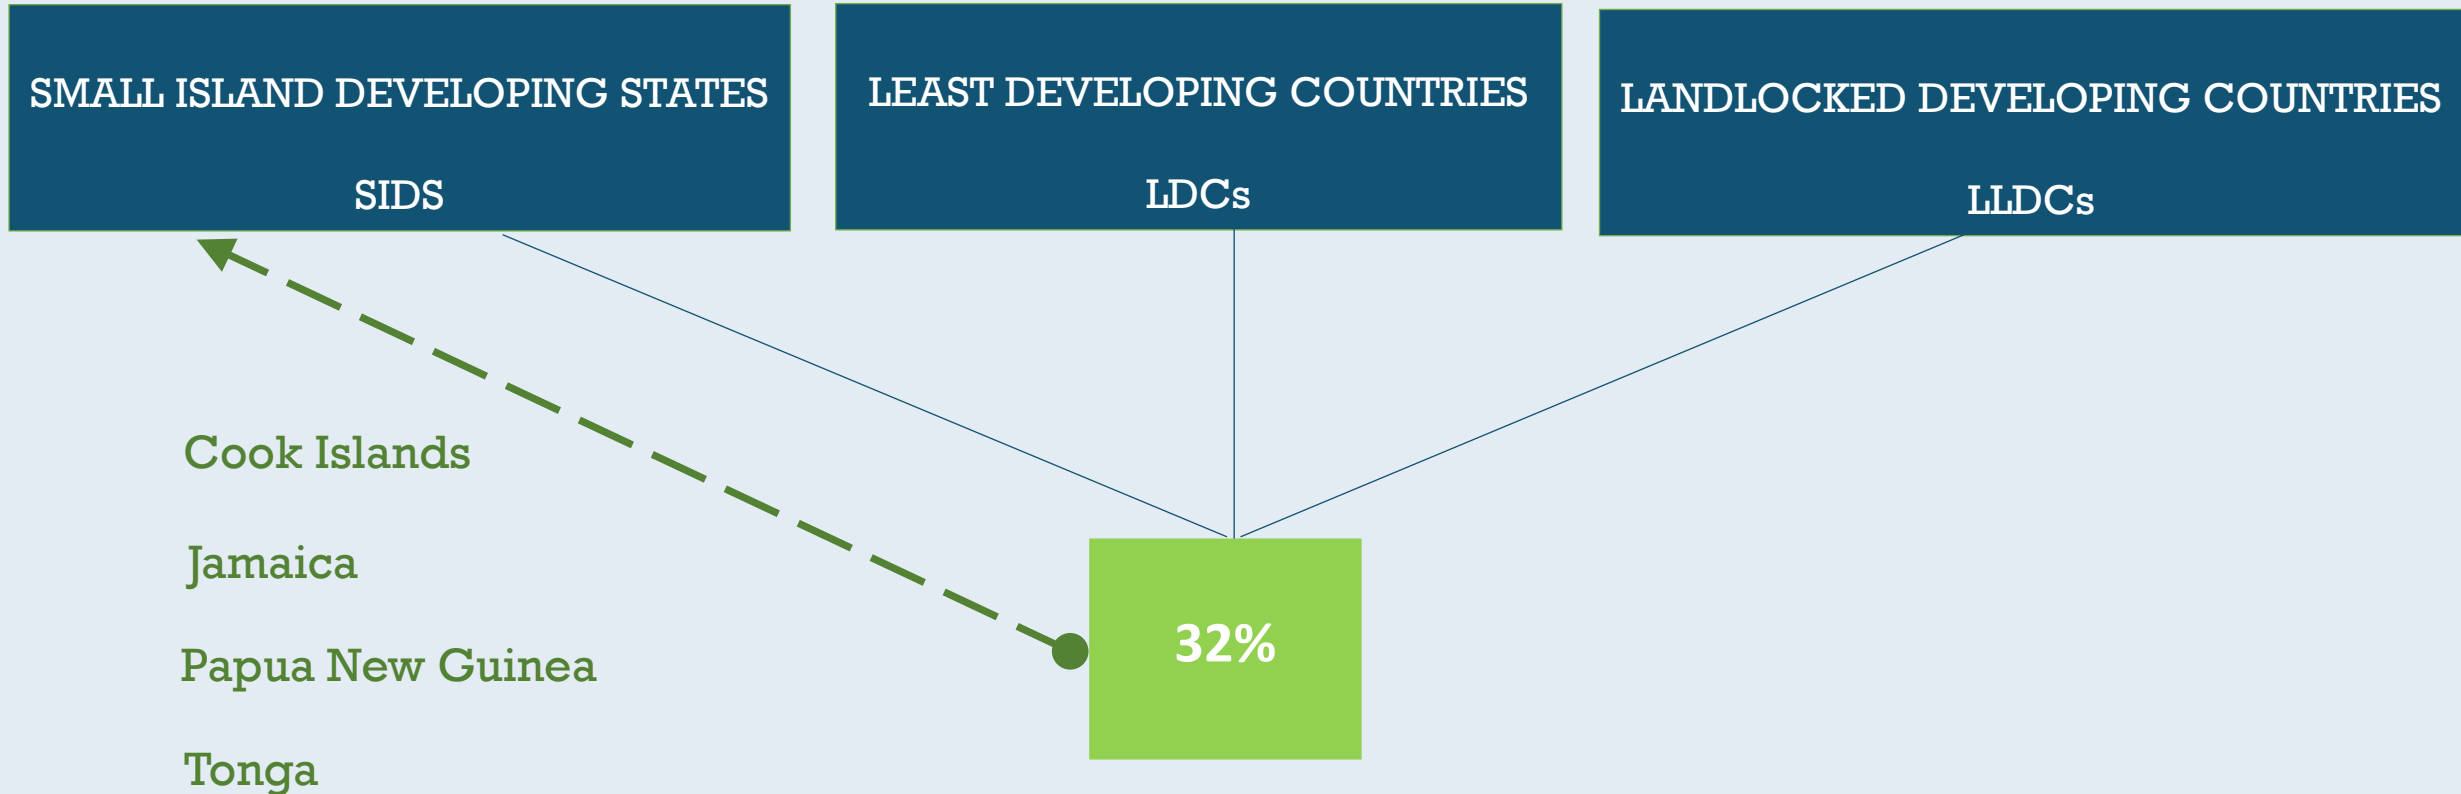 SMALL ISLAND DEVELOPING STATES
SIDS
LEAST DEVELOPING COUNTRIES
LDCs
LANDLOCKED DEVELOPING COUNTRIES
LLDCs
Cook Islands
Jamaica
Papua New Guinea
Tonga
32%